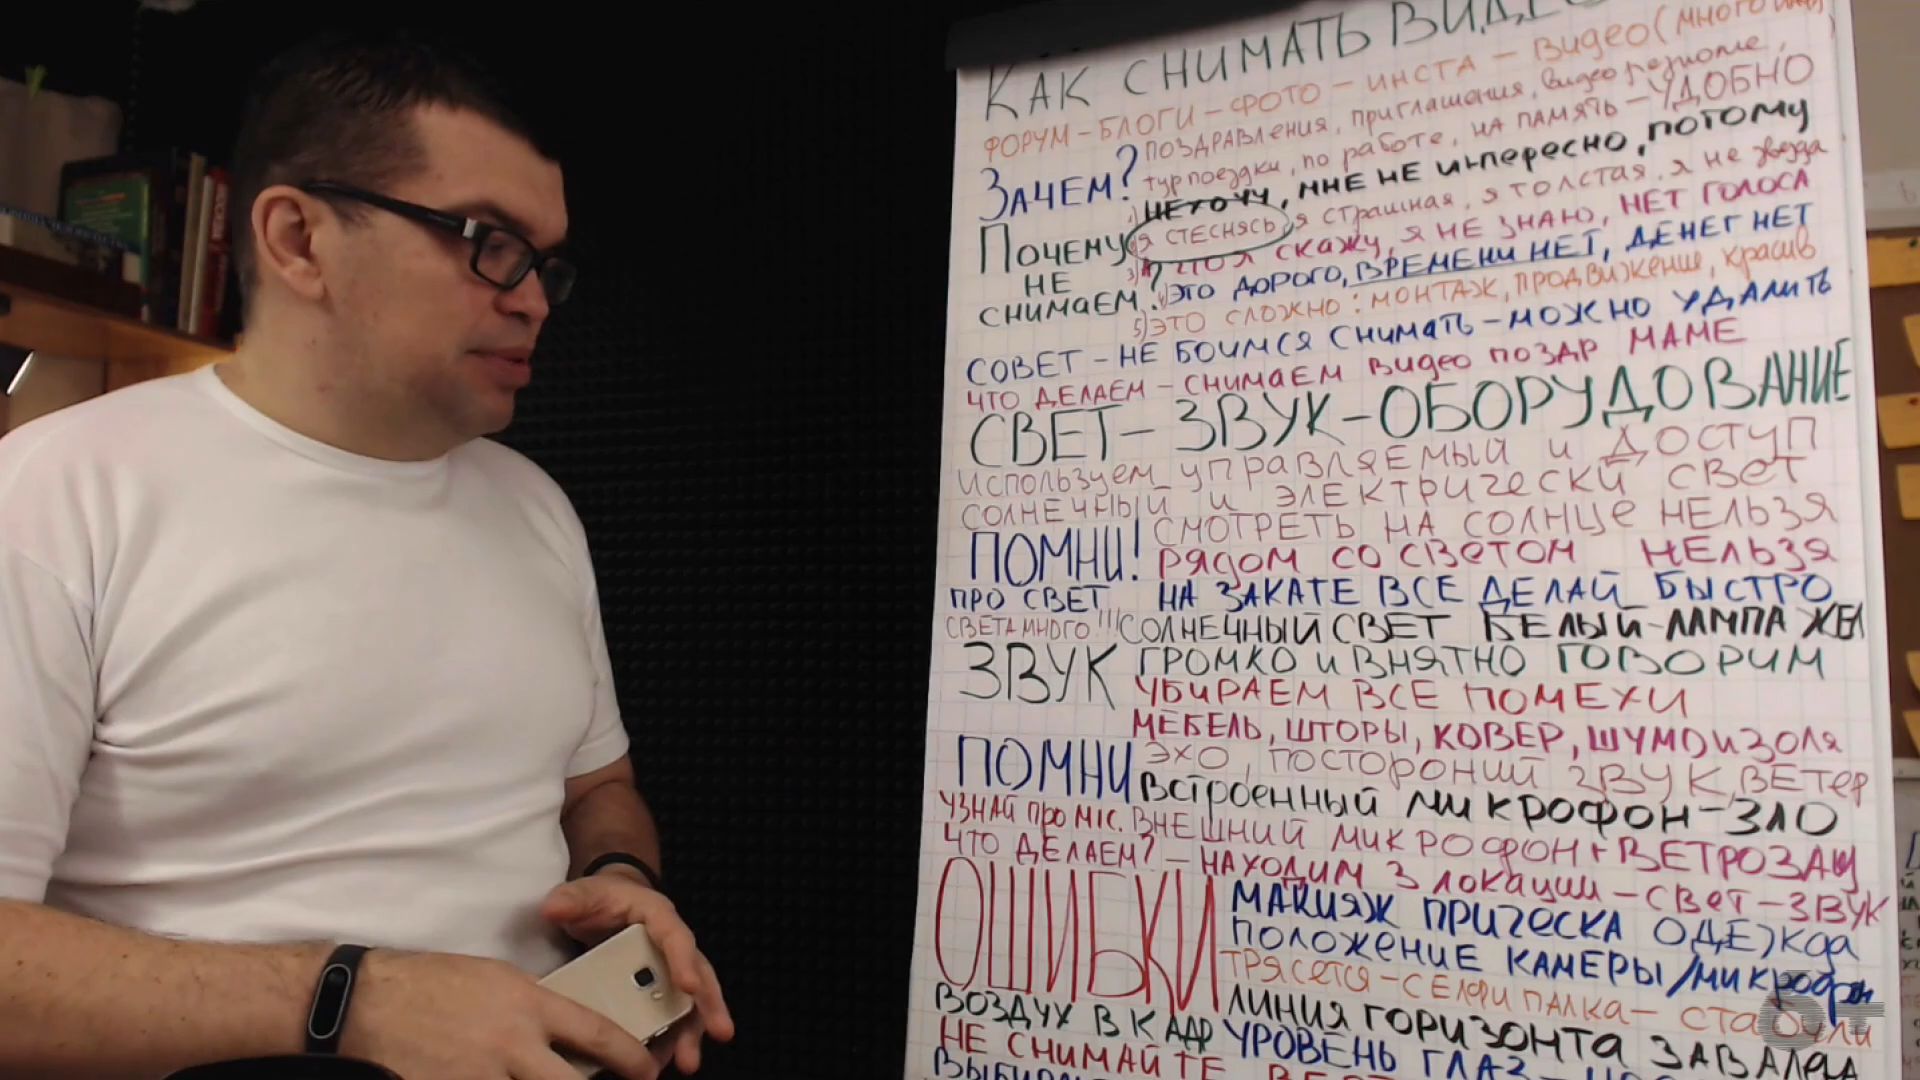 КАК СНИМАТЬ ВИДЕО
ФОРУМ – БЛОГИ – ФОТО – ИНСТА – ВИДЕО (МНОГО
ЗАЧЕМ? ПОЗДРАВЛЕНИЯ, ПРИГЛАШЕНИЯ, видео резюме,
турпоездки, по работе, НА ПАМЯТЬ – УДОБНО
ПОЧЕМУ НЕ СНИМАЕМ?
1) НЕ ХОЧУ, МНЕ НЕ ИНТЕРЕСНО, ПОТОМУ
я СТЕСНЯСЬ, я СТРАШНАЯ, я ТОЛСТАЯ, я не звезда
3) ЧТО Я СКАЖУ, Я НЕ ЗНАЮ, НЕТ ГОЛОСА
4) ЭТО ДОРОГО, ВРЕМЕНИ НЕТ, ДЕНЕГ НЕТ
5) ЭТО СЛОЖНО: МОНТАЖ, ПРОДВИЖЕНИЕ, красив
СОВЕТ – НЕ БОИМСЯ СНИМАТЬ – МОЖНО УДАЛИТЬ
ЧТО ДЕЛАЕМ – СНИМАЕМ видео ПОЗДР МАМЕ
СВЕТ – ЗВУК – ОБОРУДОВАНИЕ
Используем управляемый и доступ
СОЛНЕЧНЫЙ И ЭЛЕКТРИЧЕСКИЙ СВЕТ
ПОМНИ! СМОТРЕТЬ НА СОЛНЦЕ НЕЛЬЗЯ
РЯДОМ СО СВЕТОМ НЕЛЬЗЯ
ПРО СВЕТ НА ЗАКАТЕ ВСЕ ДЕЛАЙ БЫСТРО
СВЕТА МНОГО!!! СОЛНЕЧНЫЙ СВЕТ БЕЛЫЙ – ЛАМПА ЖЕЛ
ЗВУК ГРОМКО И ВНЯТНО ГОВОРИМ
УБИРАЕМ ВСЕ ПОМЕХИ
МЕБЕЛЬ, ШТОРЫ, КОВЕР, ШУМОИЗОЛЯ
ПОМНИ ЭХО, ПОСТОРОНИЙ ЗВУК, ВЕТЕР
ВСТРОЕННЫЙ МИКРОФОН – ЗЛО
УЗНАЙ ПРО MIC. ВНЕШНИЙ МИКРОФОН + ВЕТРОЗАЩ
ЧТО ДЕЛАЕМ? – НАХОДИМ 3 ЛОКАЦИИ – СВЕТ – ЗВУК
ОШИБКИ МАКИЯЖ ПРИЧЕСКА ОДЕЖДА
ПОЛОЖЕНИЕ КАМЕРЫ/МИКРОФОН
ТРЯСЕТСЯ – СЕЛФИ ПАЛКА – СТАБИЛИ
ВОЗДУХ В КАДР ЛИНИЯ ГОРИЗОНТА ЗАВАЛЕНА
НЕ СНИМАЙТЕ УРОВЕНЬ ГЛАЗ